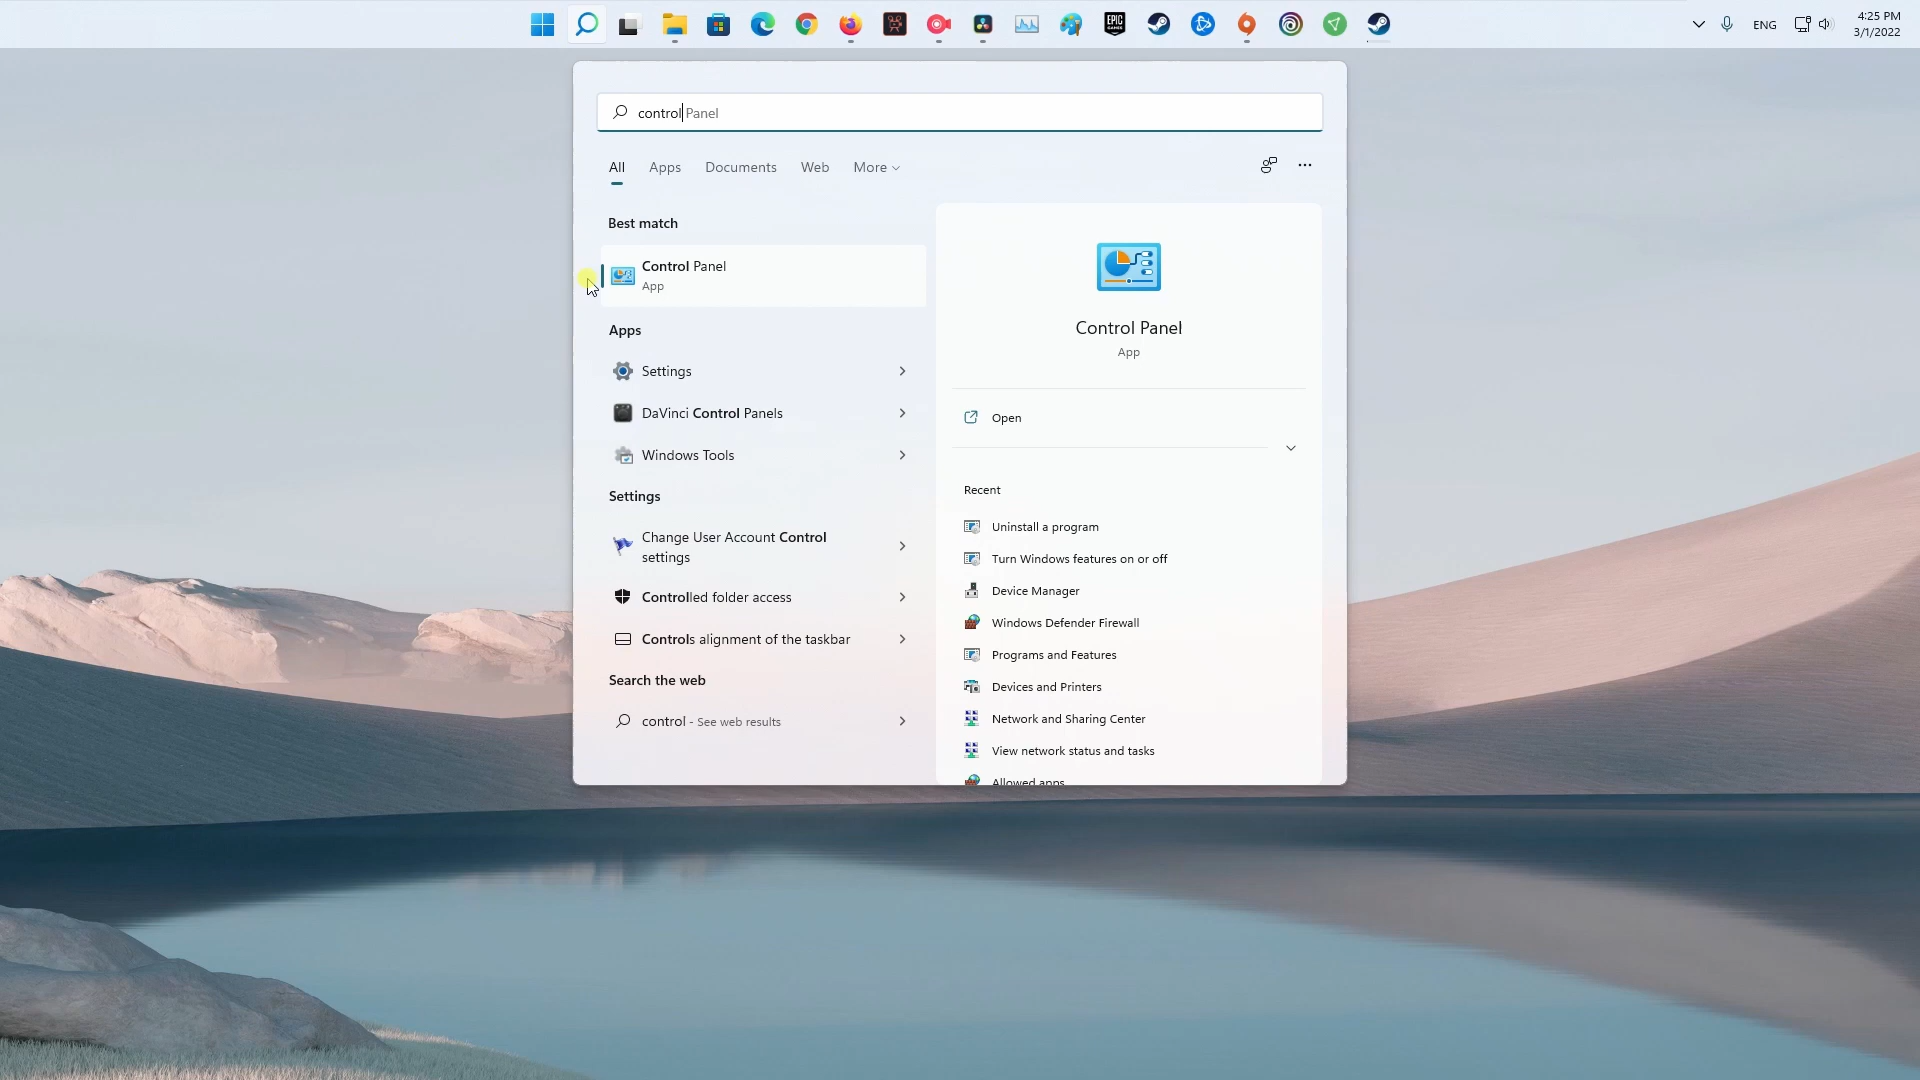 EPIC
GAMES
ENG
4:25 PM
3/1/2022
control Panel
All
Apps
Documents
Web
More
Best match
Control Panel
App
Apps
Settings
DaVinci Control Panels
Windows Tools
Settings
Change User Account Control
settings
Controlled folder access
Controls alignment of the taskbar
Search the web
control - See web results
Control Panel
App
Open
Recent
Uninstall a program
Turn Windows features on or off
Device Manager
Windows Defender Firewall
Programs and Features
Devices and Printers
Network and Sharing Center
View network status and tasks
Allowed apps